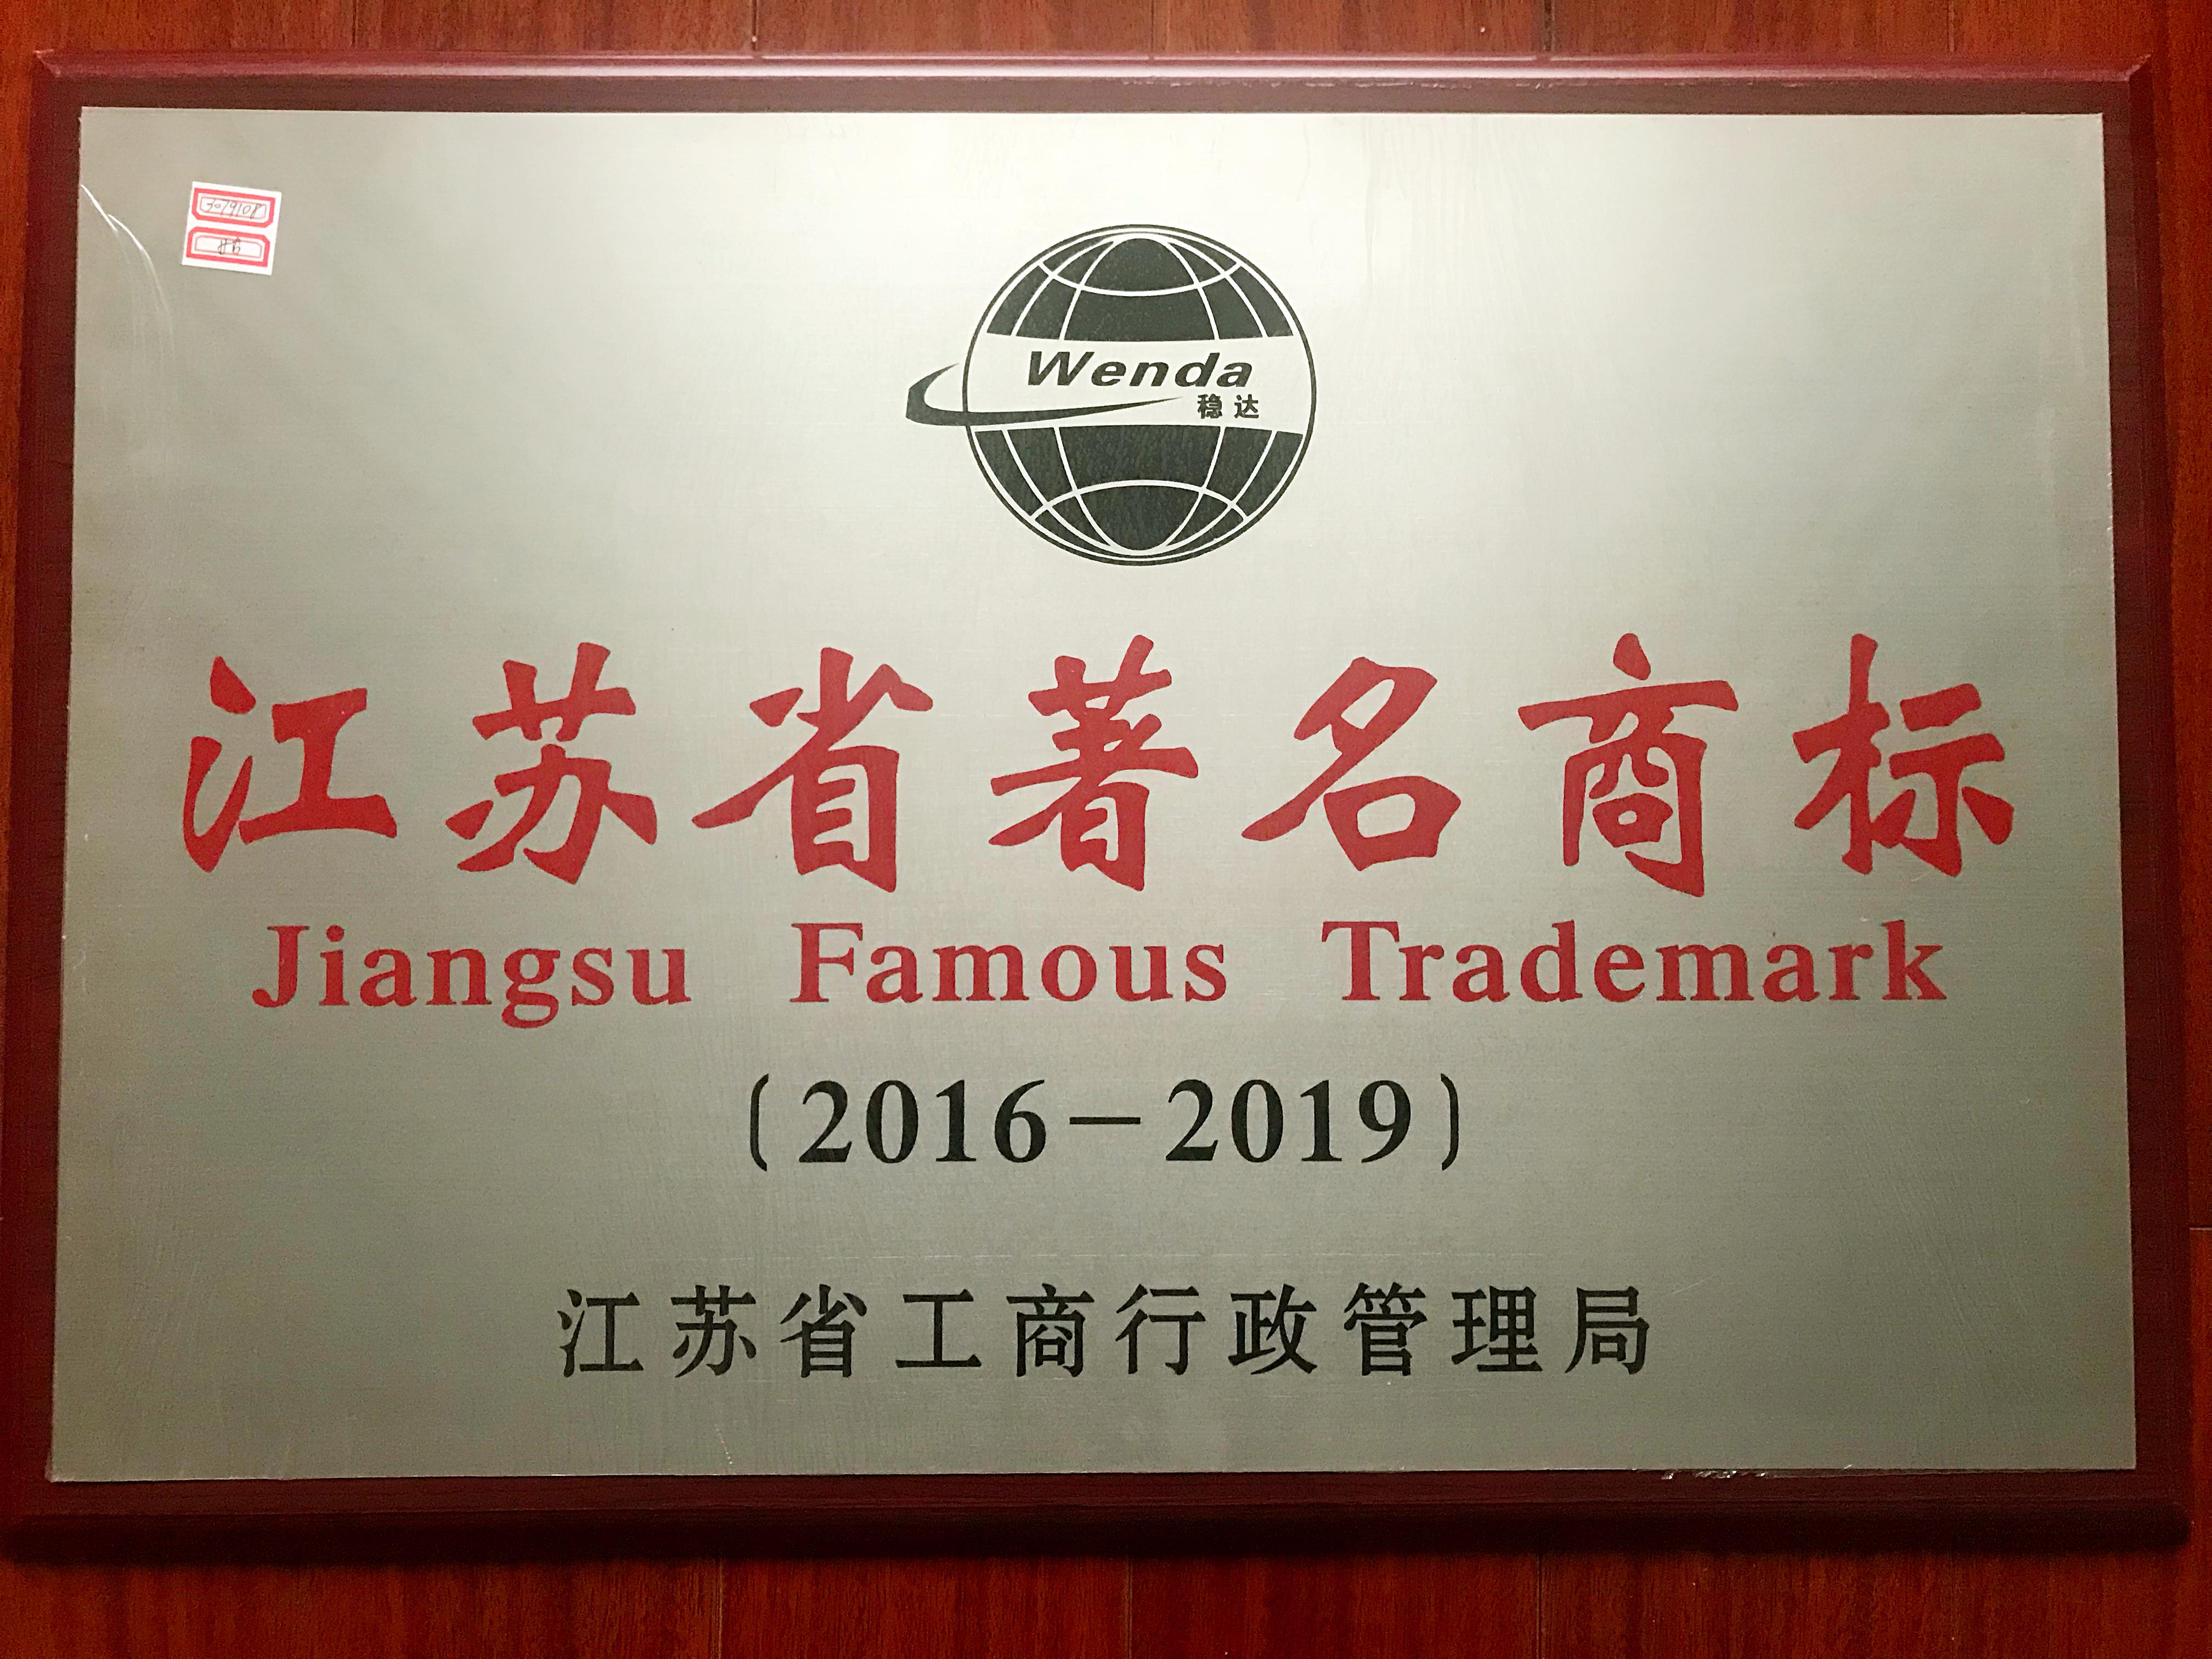 Wenda
稳达
江苏省著名商标
Jiangsu Famous Trademark
(2016－2019)
江苏省工商行政管理局